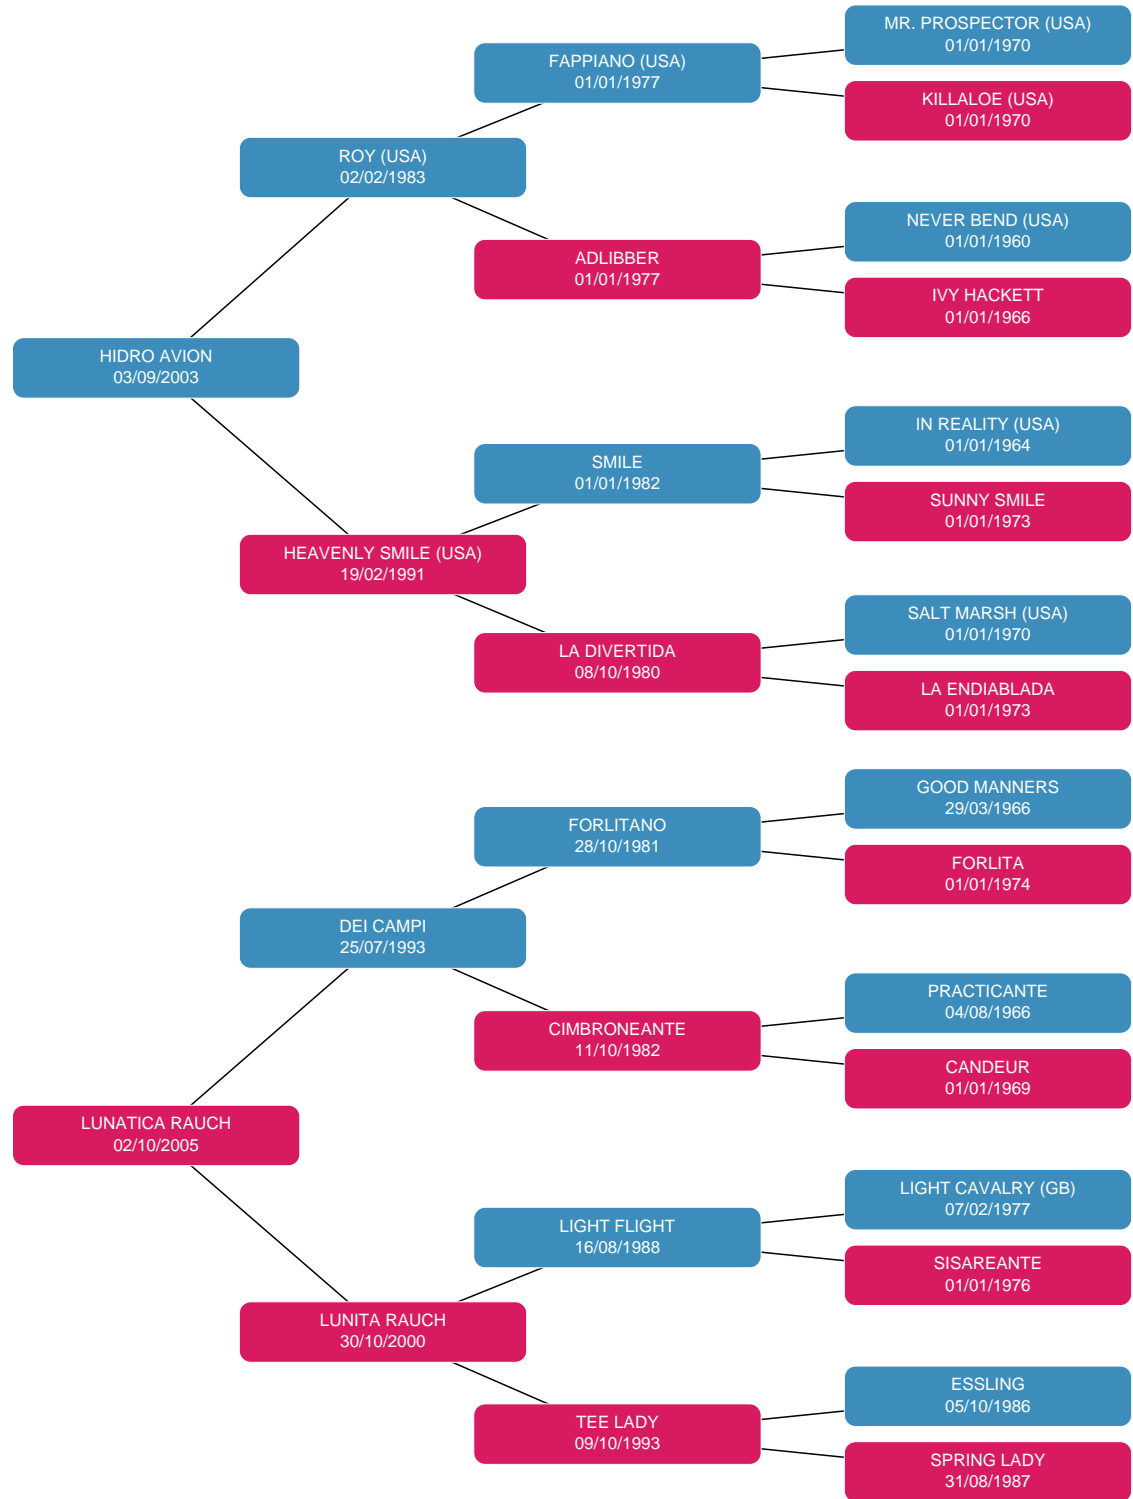 MR. PROSPECTOR (USA)
01/01/1970
FAPPIANO (USA)
01/01/1977
KILLALOE (USA)
01/01/1970
ROY (USA)
02/02/1983
NEVER BEND (USA)
01/01/1960
ADLIBBER
01/01/1977
IVY HACKETT
01/01/1966
HIDRO AVION
03/09/2003
IN REALITY (USA)
01/01/1964
SMILE
01/01/1982
SUNNY SMILE
01/01/1973
HEAVENLY SMILE (USA)
19/02/1991
SALT MARSH (USA)
01/01/1970
LA DIVERTIDA
08/10/1980
LA ENDIABLADA
01/01/1973
GOOD MANNERS
29/03/1966
FORLITANO
28/10/1981
FORLITA
01/01/1974
DEI CAMPI
25/07/1993
PRACTICANTE
04/08/1966
CIMBRONEANTE
11/10/1982
CANDEUR
01/01/1969
LUNATICA RAUCH
02/10/2005
LIGHT CAVALRY (GB)
07/02/1977
LIGHT FLIGHT
16/08/1988
SISAREANTE
01/01/1976
LUNITA RAUCH
30/10/2000
ESSLING
05/10/1986
TEE LADY
09/10/1993
SPRING LADY
31/08/1987